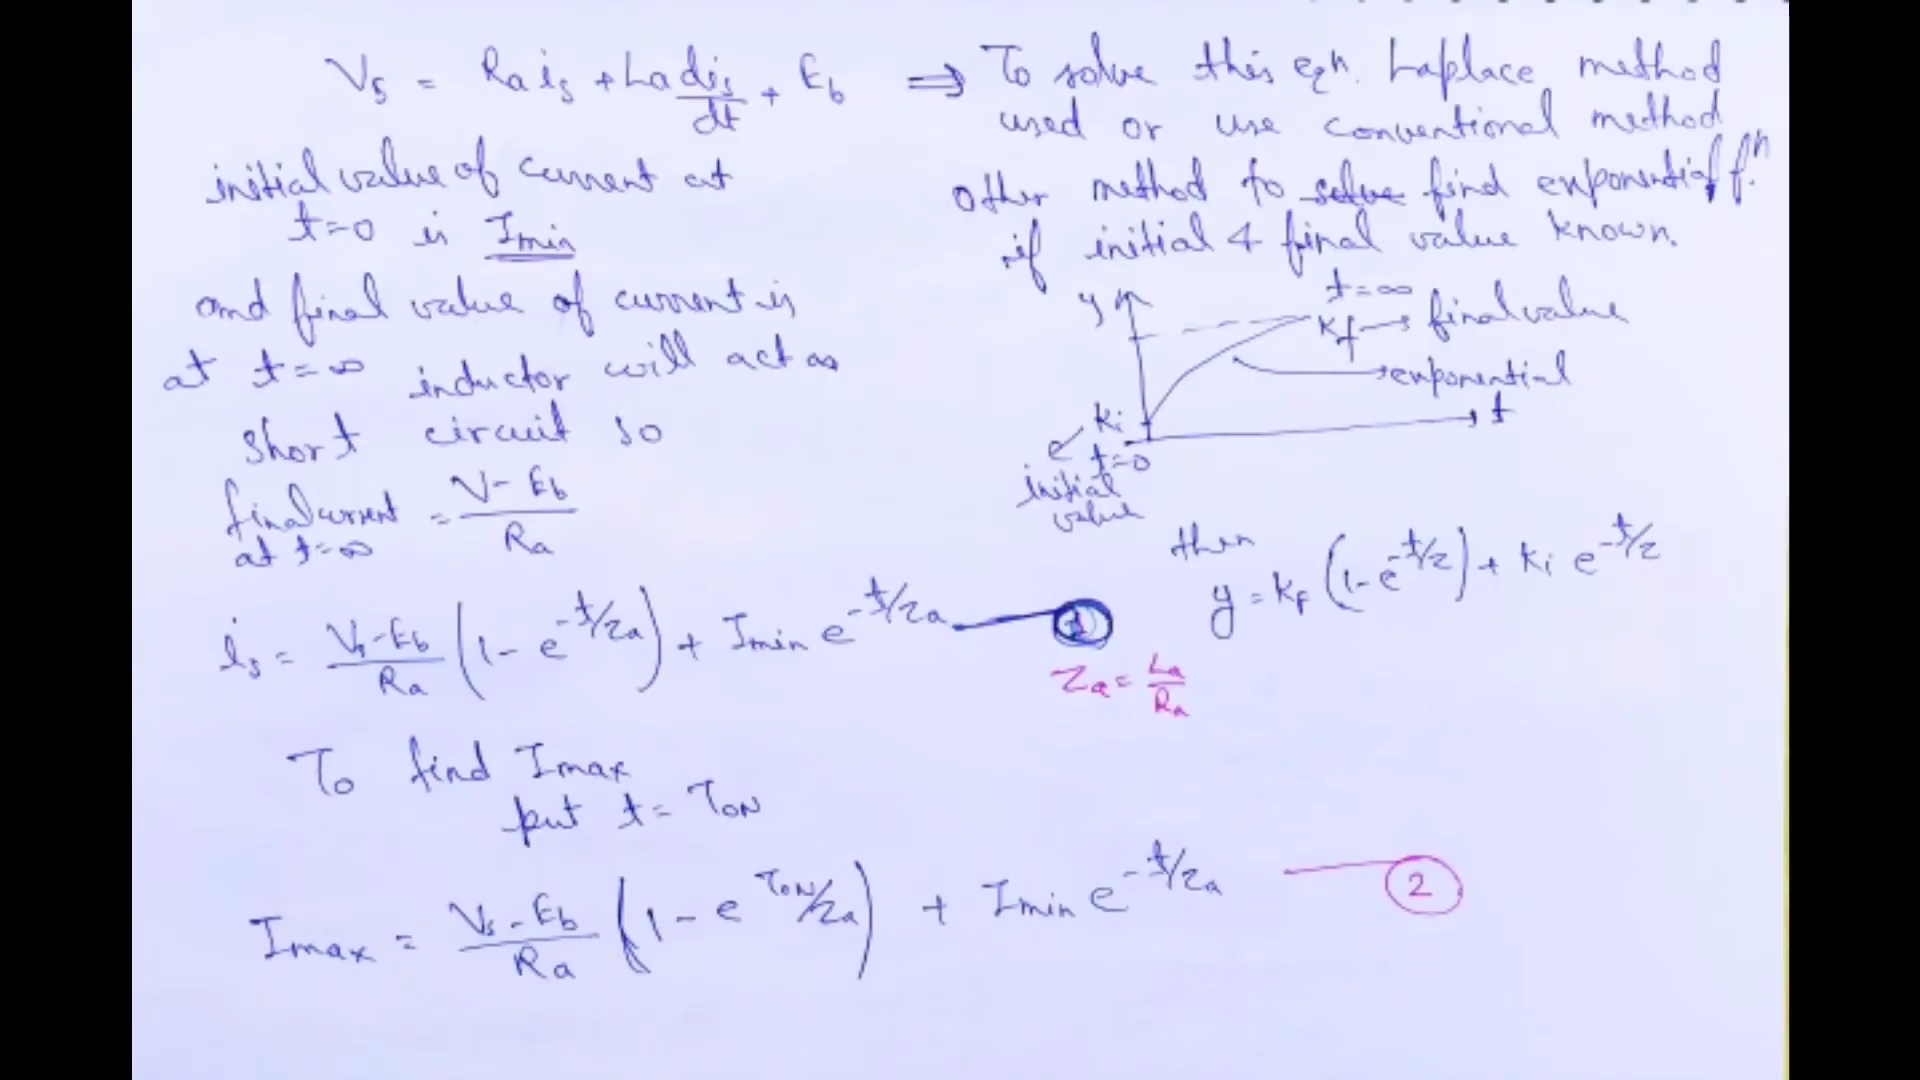 Vs = Ra is + La dis/dt + Eb ⇒ To solve this eqn. Laplace method
used or use conventional method
initial value of current at
t=0 is Imin
other method to solve find exponential fn.
if initial & final value known.
and final value of current is
at t=∞ inductor will act as
short circuit so
final current at t=∞ = V-Eb/Ra
y
t=∞
Kf → final value
exponential
Ki
t
t=0
initial
value
then
y = KF (1-e^-t/τ) + Ki e^-t/τ
is = Vs-Eb/Ra (1 - e^-t/τa) + Imin e^-t/τa — 1
τa = La/Ra
To find Imax
put t = TON
Imax = Vs-Eb/Ra (1 - e^TON/τa) + Imin e^-t/τa — 2